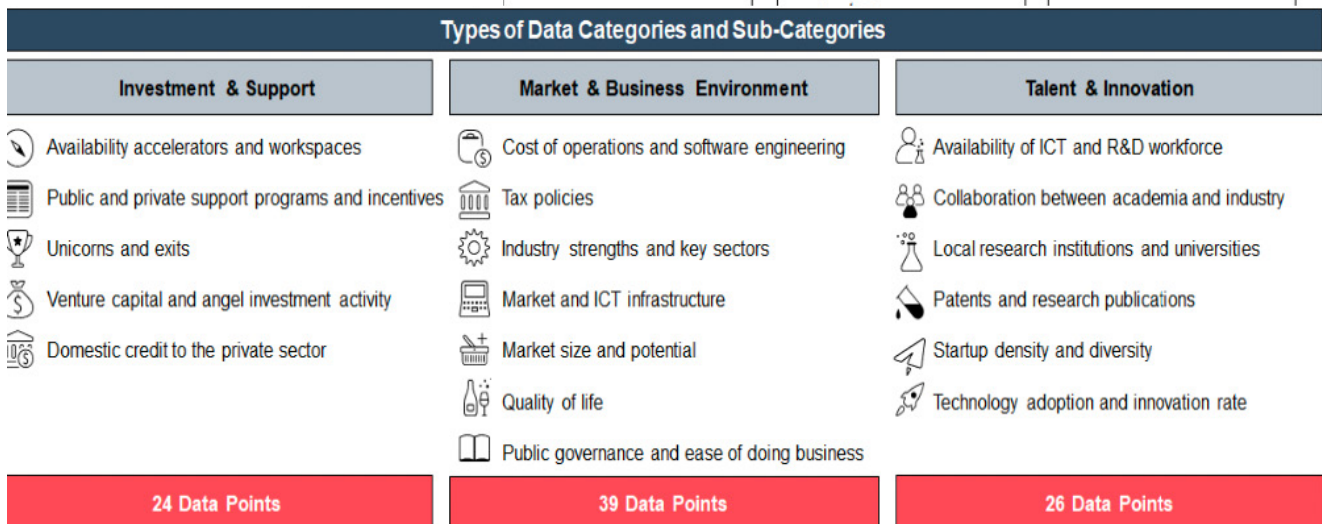 Types of Data Categories and Sub-Categories
Investment & Support
Availability accelerators and workspaces
Public and private support programs and incentives
Unicorns and exits
Venture capital and angel investment activity
Domestic credit to the private sector
24 Data Points
Market & Business Environment
Cost of operations and software engineering
Tax policies
Industry strengths and key sectors
Market and ICT infrastructure
Market size and potential
Quality of life
Public governance and ease of doing business
39 Data Points
Talent & Innovation
Availability of ICT and R&D workforce
Collaboration between academia and industry
Local research institutions and universities
Patents and research publications
Startup density and diversity
Technology adoption and innovation rate
26 Data Points